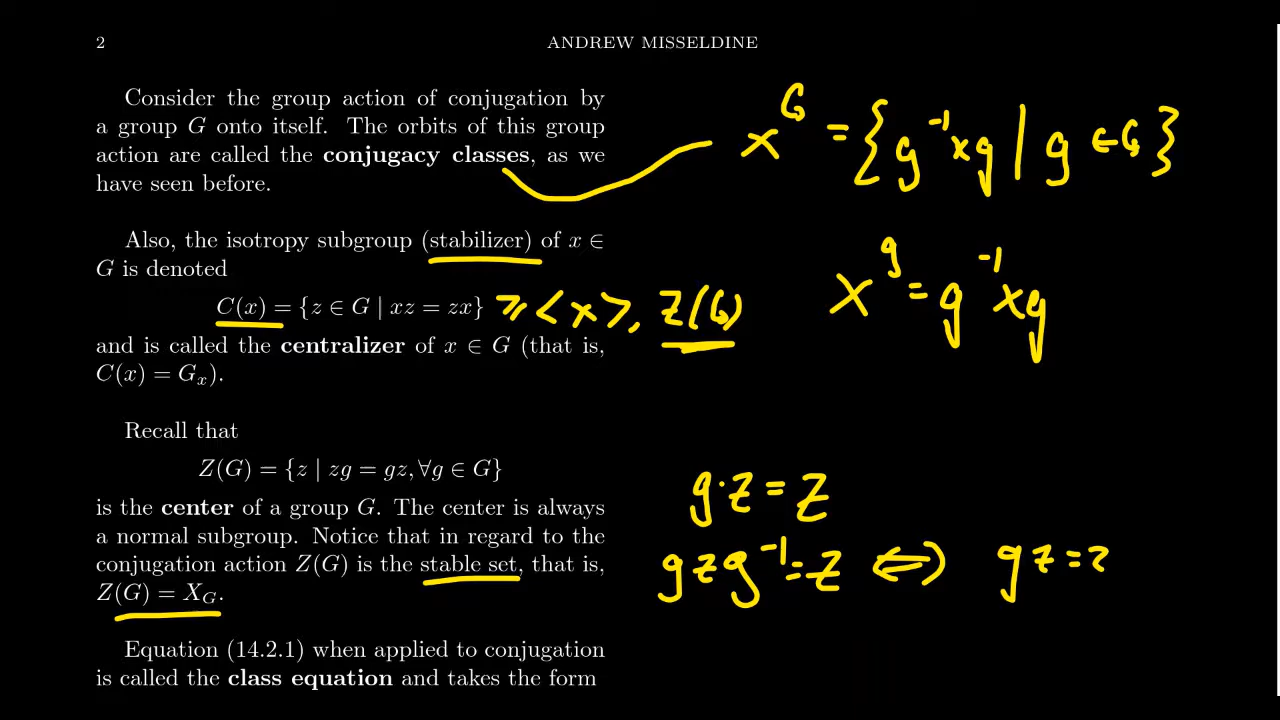 2 ANDREW MISSELDINE
Consider the group action of conjugation by
a group G onto itself. The orbits of this group
action are called the conjugacy classes, as we
have seen before.
Also, the isotropy subgroup (stabilizer) of x ∈
G is denoted
C(x) = {z ∈ G | xz = zx}
and is called the centralizer of x ∈ G (that is,
C(x) = Gₓ).
Recall that
Z(G) = {z | zg = gz, ∀g ∈ G}
is the center of a group G. The center is always
a normal subgroup. Notice that in regard to the
conjugation action Z(G) is the stable set, that is,
Z(G) = X_G.
Equation (14.2.1) when applied to conjugation
is called the class equation and takes the form
x^G = {g⁻¹xg | g ∈ G}
≥ <x>, Z(G)
x^g = g⁻¹xg
g·z = z
gzg⁻¹ = z ⇔ gz = z